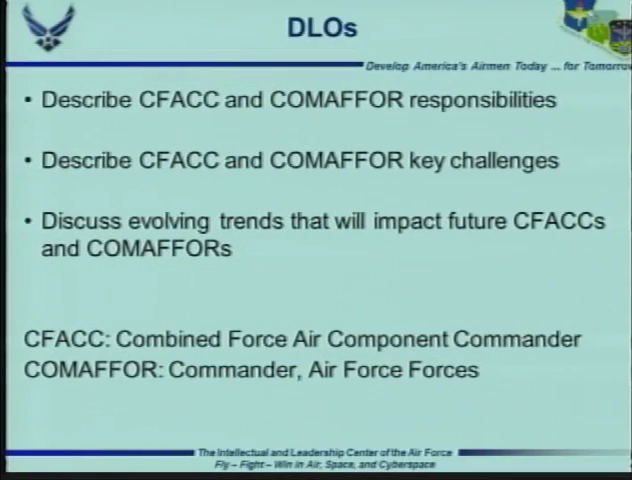 DLOs
Develop America's Airmen Today ... for Tomorrow
• Describe CFACC and COMAFFOR responsibilities
• Describe CFACC and COMAFFOR key challenges
• Discuss evolving trends that will impact future CFACCs
and COMAFFORs
CFACC: Combined Force Air Component Commander
COMAFFOR: Commander, Air Force Forces
The Intellectual and Leadership Center of the Air Force
Fly – Fight – Win in Air, Space, and Cyberspace